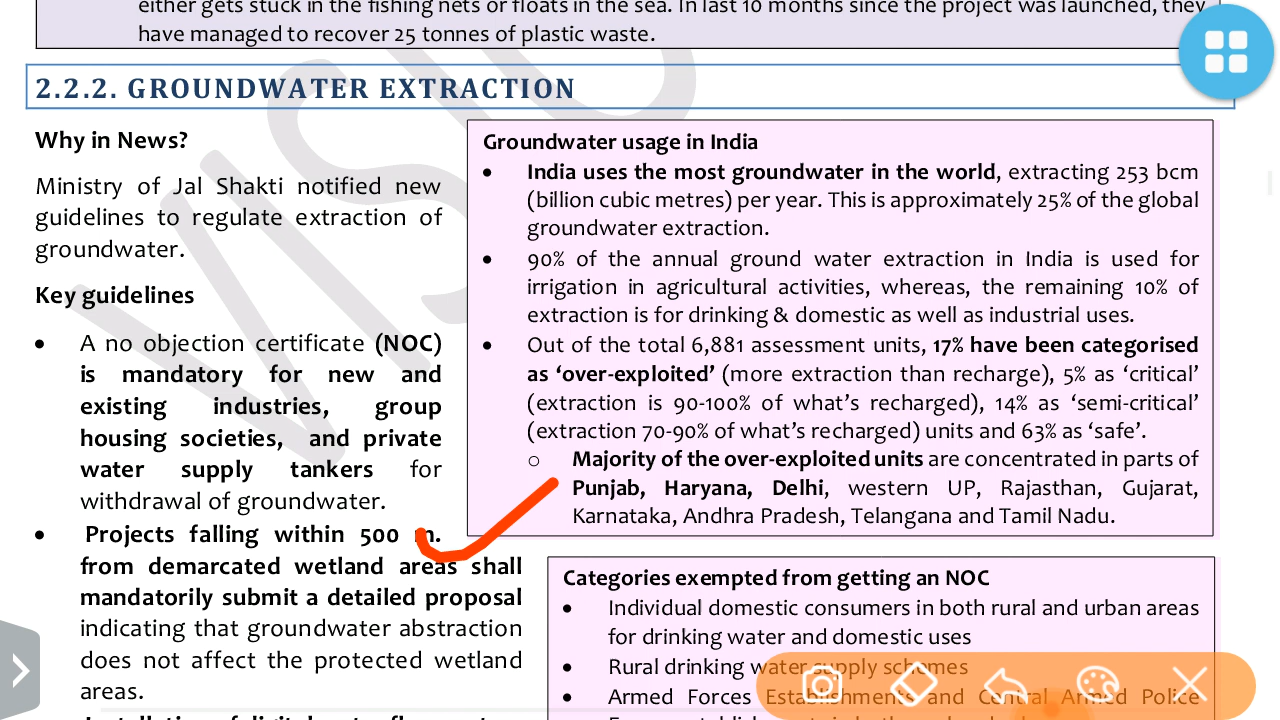 either gets stuck in the fishing nets or floats in the sea. In last 10 months since the project was launched, they
have managed to recover 25 tonnes of plastic waste.
2.2.2. GROUNDWATER EXTRACTION
Why in News?
Ministry of Jal Shakti notified new
guidelines to regulate extraction of
groundwater.
Key guidelines
• A no objection certificate (NOC)
is mandatory for new and
existing industries, group
housing societies, and private
water supply tankers for
withdrawal of groundwater.
• Projects falling within 500 m.
from demarcated wetland areas shall
mandatorily submit a detailed proposal
indicating that groundwater abstraction
does not affect the protected wetland
areas.
Groundwater usage in India
• India uses the most groundwater in the world, extracting 253 bcm
(billion cubic metres) per year. This is approximately 25% of the global
groundwater extraction.
• 90% of the annual ground water extraction in India is used for
irrigation in agricultural activities, whereas, the remaining 10% of
extraction is for drinking & domestic as well as industrial uses.
• Out of the total 6,881 assessment units, 17% have been categorised
as ‘over-exploited’ (more extraction than recharge), 5% as ‘critical’
(extraction is 90-100% of what’s recharged), 14% as ‘semi-critical’
(extraction 70-90% of what’s recharged) units and 63% as ‘safe’.
o Majority of the over-exploited units are concentrated in parts of
Punjab, Haryana, Delhi, western UP, Rajasthan, Gujarat,
Karnataka, Andhra Pradesh, Telangana and Tamil Nadu.
Categories exempted from getting an NOC
• Individual domestic consumers in both rural and urban areas
for drinking water and domestic uses
• Rural drinking water supply schemes
• Armed Forces Establishments and Central Armed Police
VISIO